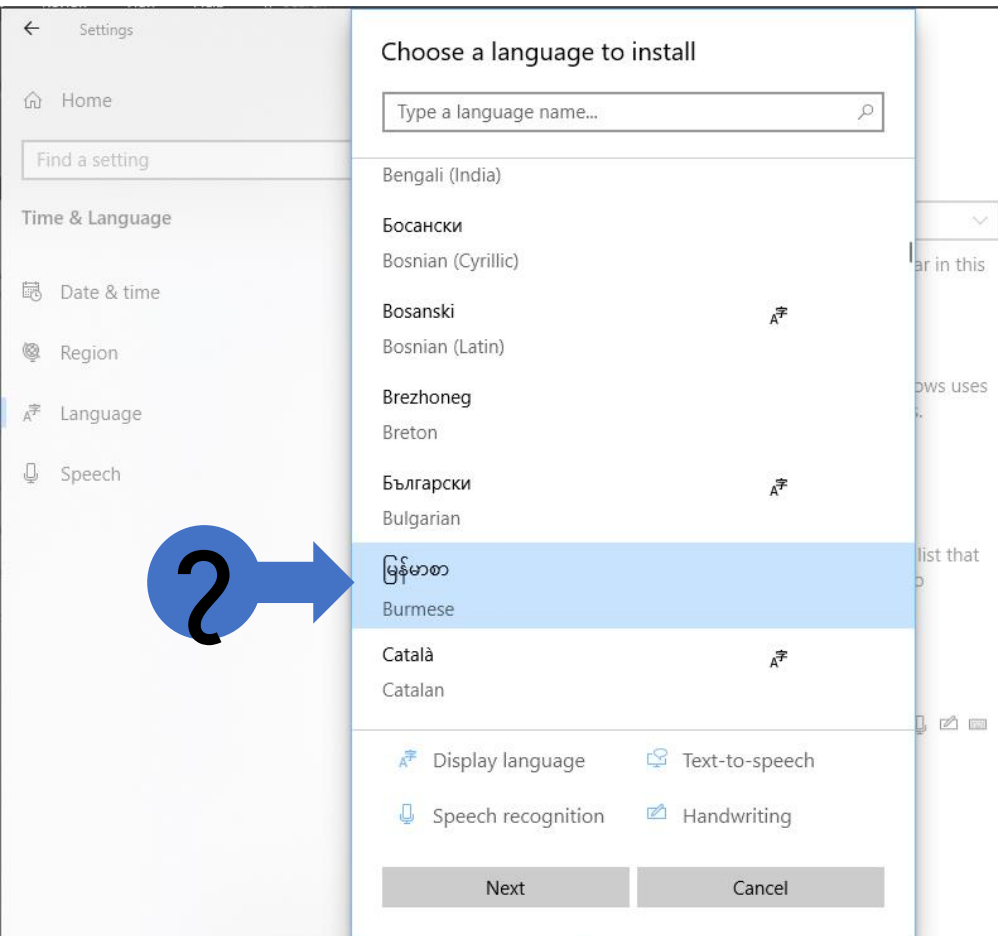 Settings
Home
Find a setting
Time & Language
Date & time
Region
Language
Speech
၃
Choose a language to install
Type a language name...
Bengali (India)
Босански
Bosnian (Cyrillic)
Bosanski
Bosnian (Latin)
Brezhoneg
Breton
Български
Bulgarian
မြန်မာစာ
Burmese
Català
Catalan
Display language
Text-to-speech
Speech recognition
Handwriting
Next
Cancel
ar in this
ows uses
list that